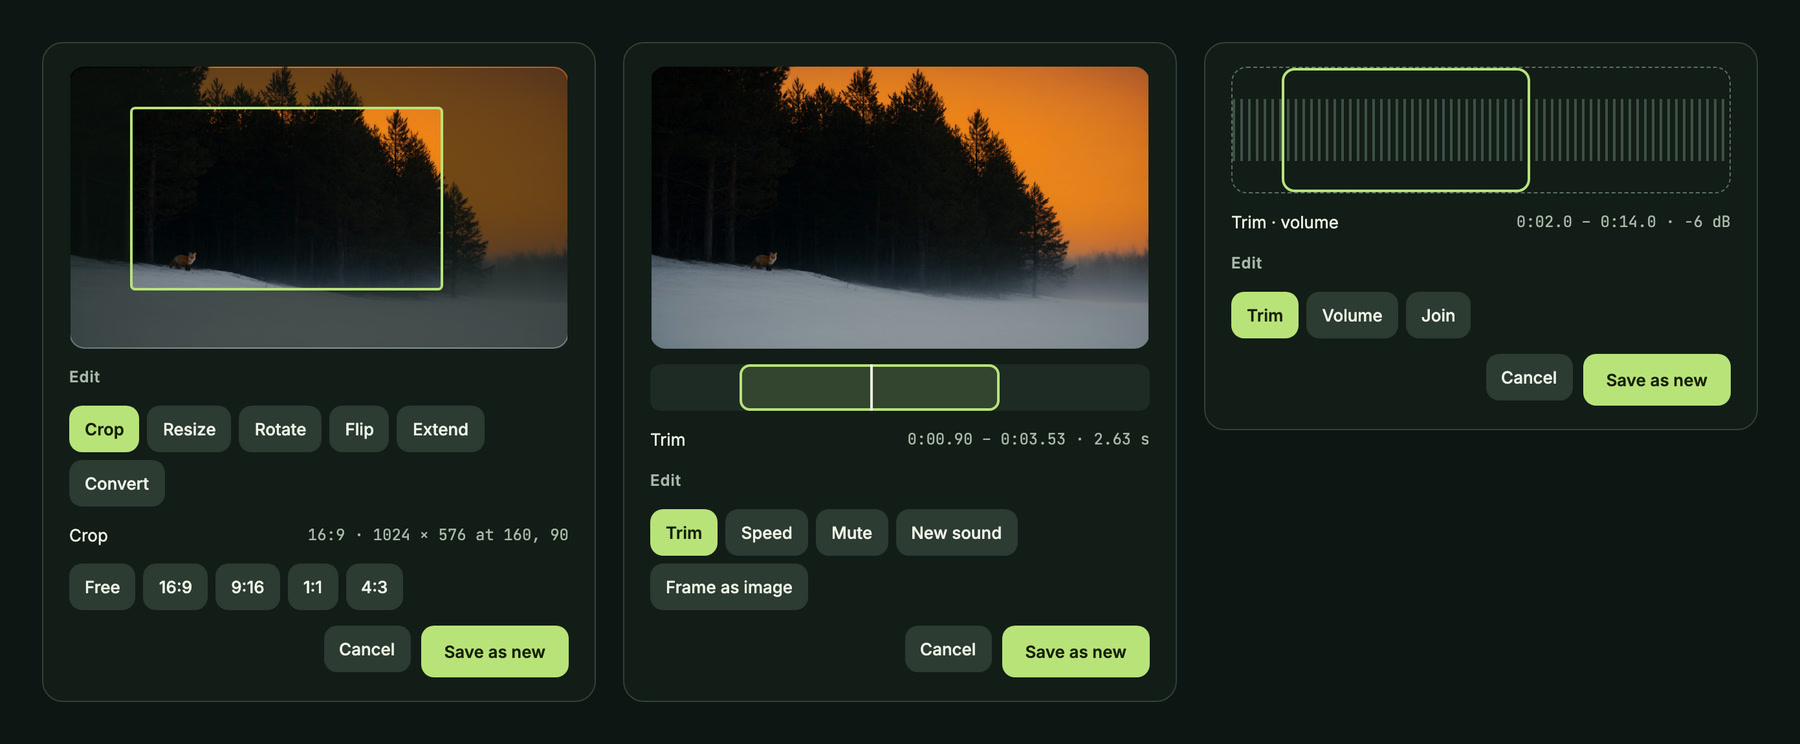 Edit
Crop Resize Rotate Flip Extend
Convert
Crop 16:9 · 1024 × 576 at 160, 90
Free 16:9 9:16 1:1 4:3
Cancel Save as new
Trim 0:00.90 – 0:03.53 · 2.63 s
Edit
Trim Speed Mute New sound
Frame as image
Cancel Save as new
Trim · volume 0:02.0 – 0:14.0 · -6 dB
Edit
Trim Volume Join
Cancel Save as new